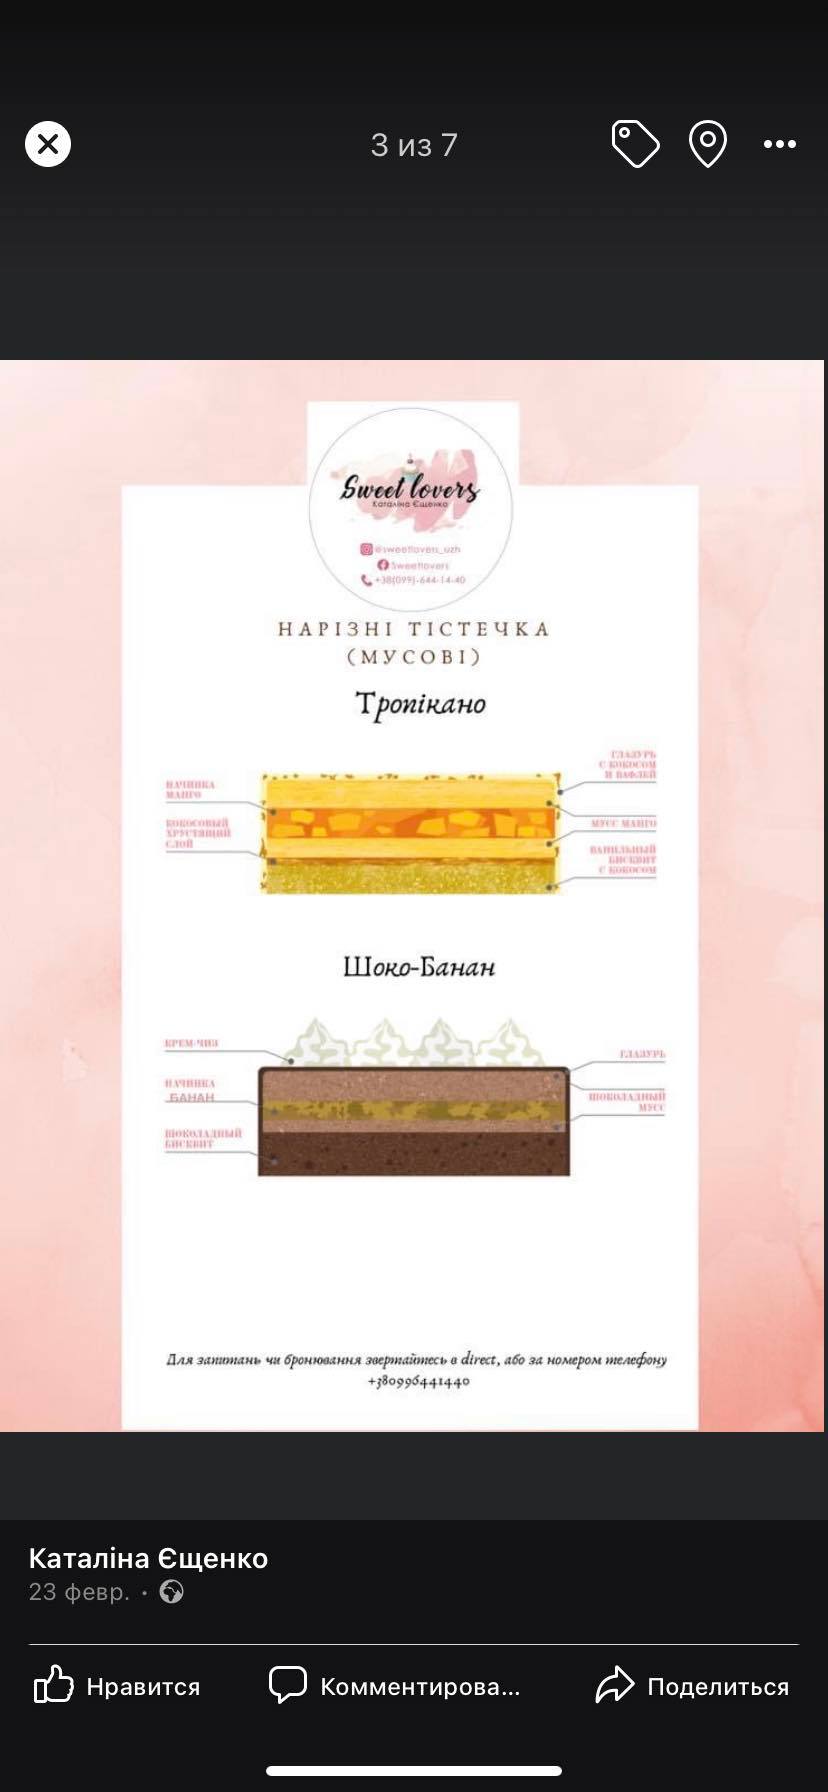 3 из 7
Sweet lovers
Каталіна Єщенко
@sweetlovers_uzh
Sweetlovers
+38(099)-644-14-40
НАРІЗНІ ТІСТЕЧКА
(МУСОВІ)
Тропікано
НАЧИНКА
МАНГО
КОКОСОВЫЙ
ХРУСТЯЩИЙ
СЛОЙ
ГЛАЗУРЬ
С КОКОСОМ
И ВАФЛЕЙ
МУСС МАНГО
ВАНИЛЬНЫЙ
БИСКВИТ
С КОКОСОМ
Шоко-Банан
КРЕМ-ЧИЗ
НАЧИНКА
БАНАН
ШОКОЛАДНЫЙ
БИСКВИТ
ГЛАЗУРЬ
ШОКОЛАДНЫЙ
МУСС
Для запитань чи бронювання звертайтесь в direct, або за номером телефону
+380996441440
Каталіна Єщенко
23 февр. ·
Нравится
Комментирова...
Поделиться